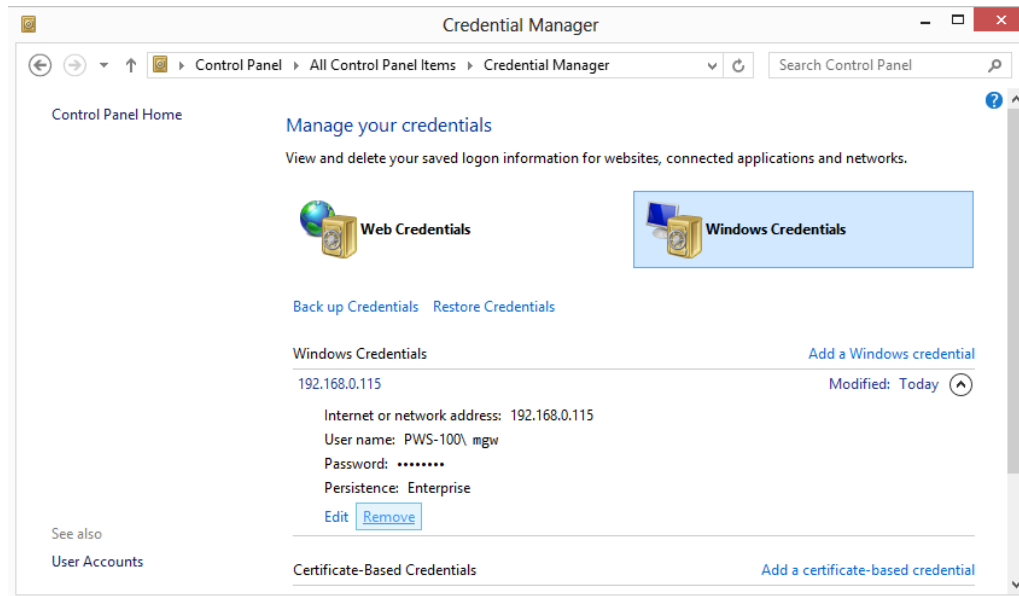 Credential Manager
Control Panel All Control Panel Items Credential Manager Search Control Panel
Control Panel Home
Manage your credentials
View and delete your saved logon information for websites, connected applications and networks.
Web Credentials Windows Credentials
Back up Credentials Restore Credentials
Windows Credentials Add a Windows credential
192.168.0.115 Modified: Today
Internet or network address: 192.168.0.115
User name: PWS-100\ mgw
Password: ••••••••
Persistence: Enterprise
Edit Remove
See also
User Accounts
Certificate-Based Credentials Add a certificate-based credential